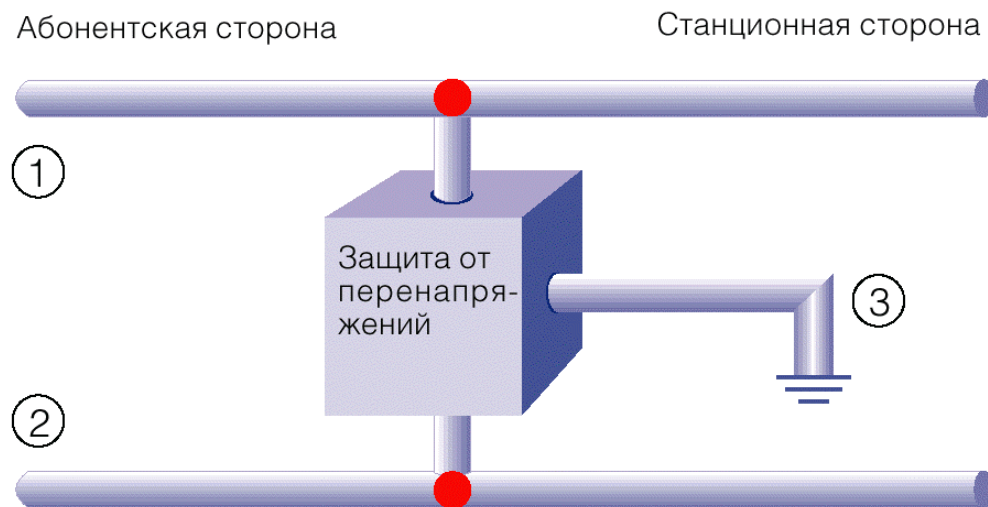 Абонентская сторона
Станционная сторона
1
Защита от
перенапря-
жений
3
2